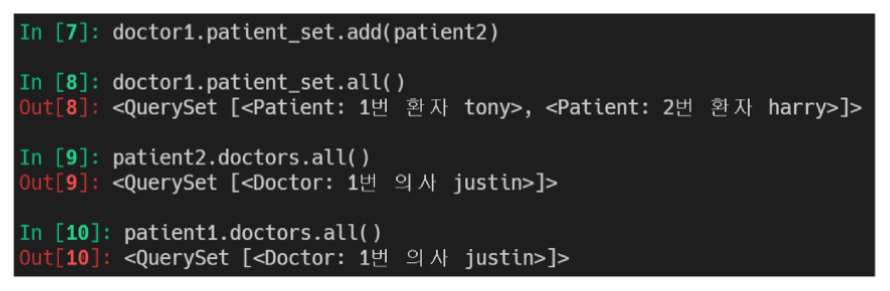 In [7]: doctor1.patient_set.add(patient2)
In [8]: doctor1.patient_set.all()
Out[8]: <QuerySet [<Patient: 1번 환자 tony>, <Patient: 2번 환자 harry>]>
In [9]: patient2.doctors.all()
Out[9]: <QuerySet [<Doctor: 1번 의사 justin>]>
In [10]: patient1.doctors.all()
Out[10]: <QuerySet [<Doctor: 1번 의사 justin>]>